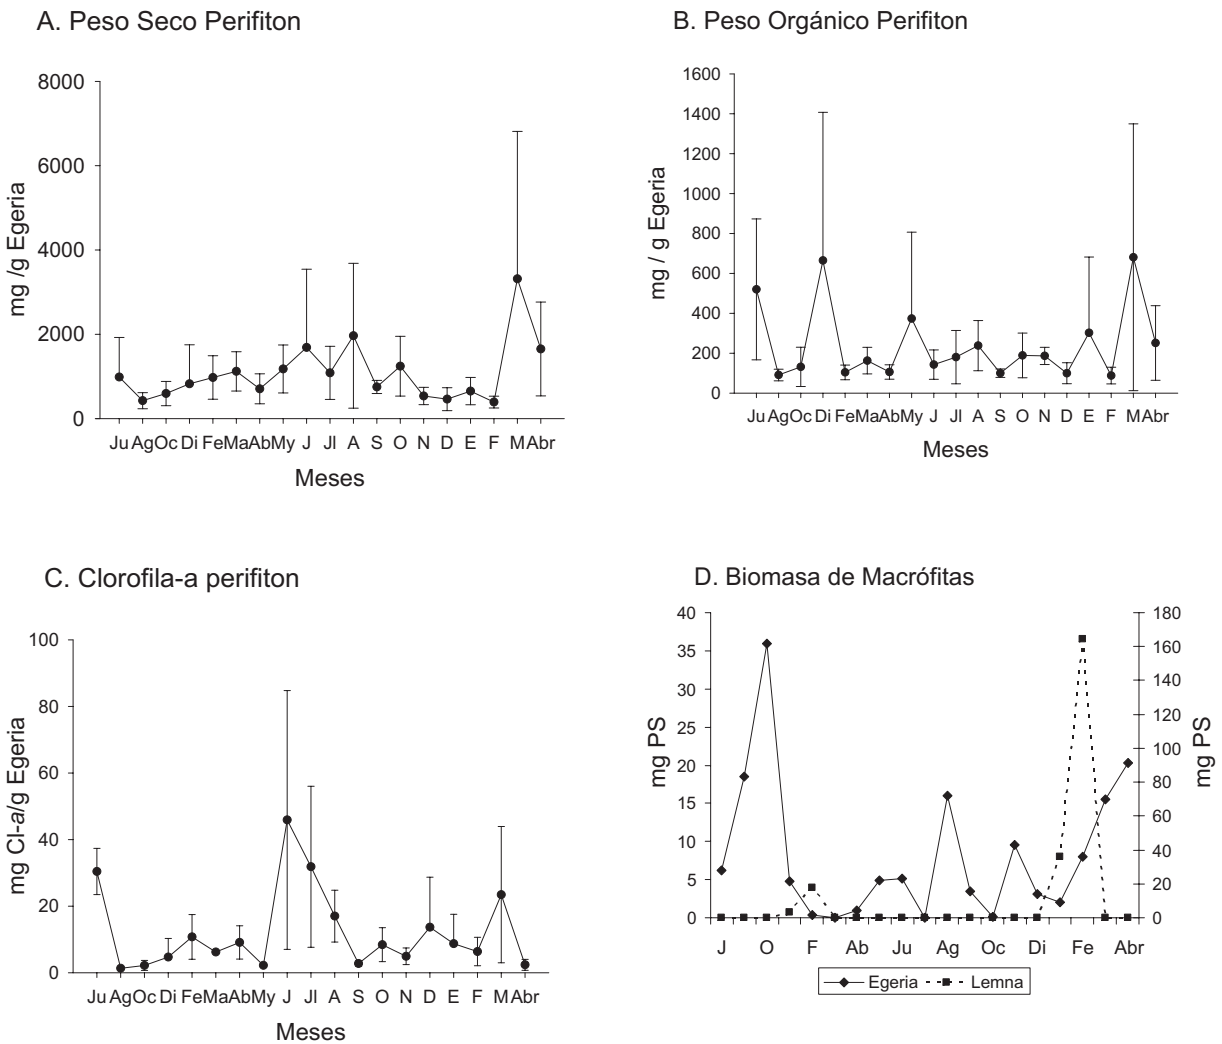 A. Peso Seco Perifiton
8000
6000
4000
2000
0
mg /g Egeria
Ju Ag Oc Di Fe Ma Ab My J Jl A S O N D E F M Abr
Meses
B. Peso Orgánico Perifiton
1600
1400
1200
1000
800
600
400
200
0
mg / g Egeria
Ju Ag Oc Di Fe Ma Ab My J Jl A S O N D E F M Abr
Meses
C. Clorofila-a perifiton
100
80
60
40
20
0
mg Cl-a/g Egeria
Ju Ag Oc Di Fe Ma Ab My J Jl A S O N D E F M Abr
Meses
D. Biomasa de Macrófitas
40
35
30
25
20
15
10
5
0
mg PS
180
160
140
120
100
80
60
40
20
0
mg PS
J O F Ab Ju Ag Oc Di Fe Abr
Egeria Lemna